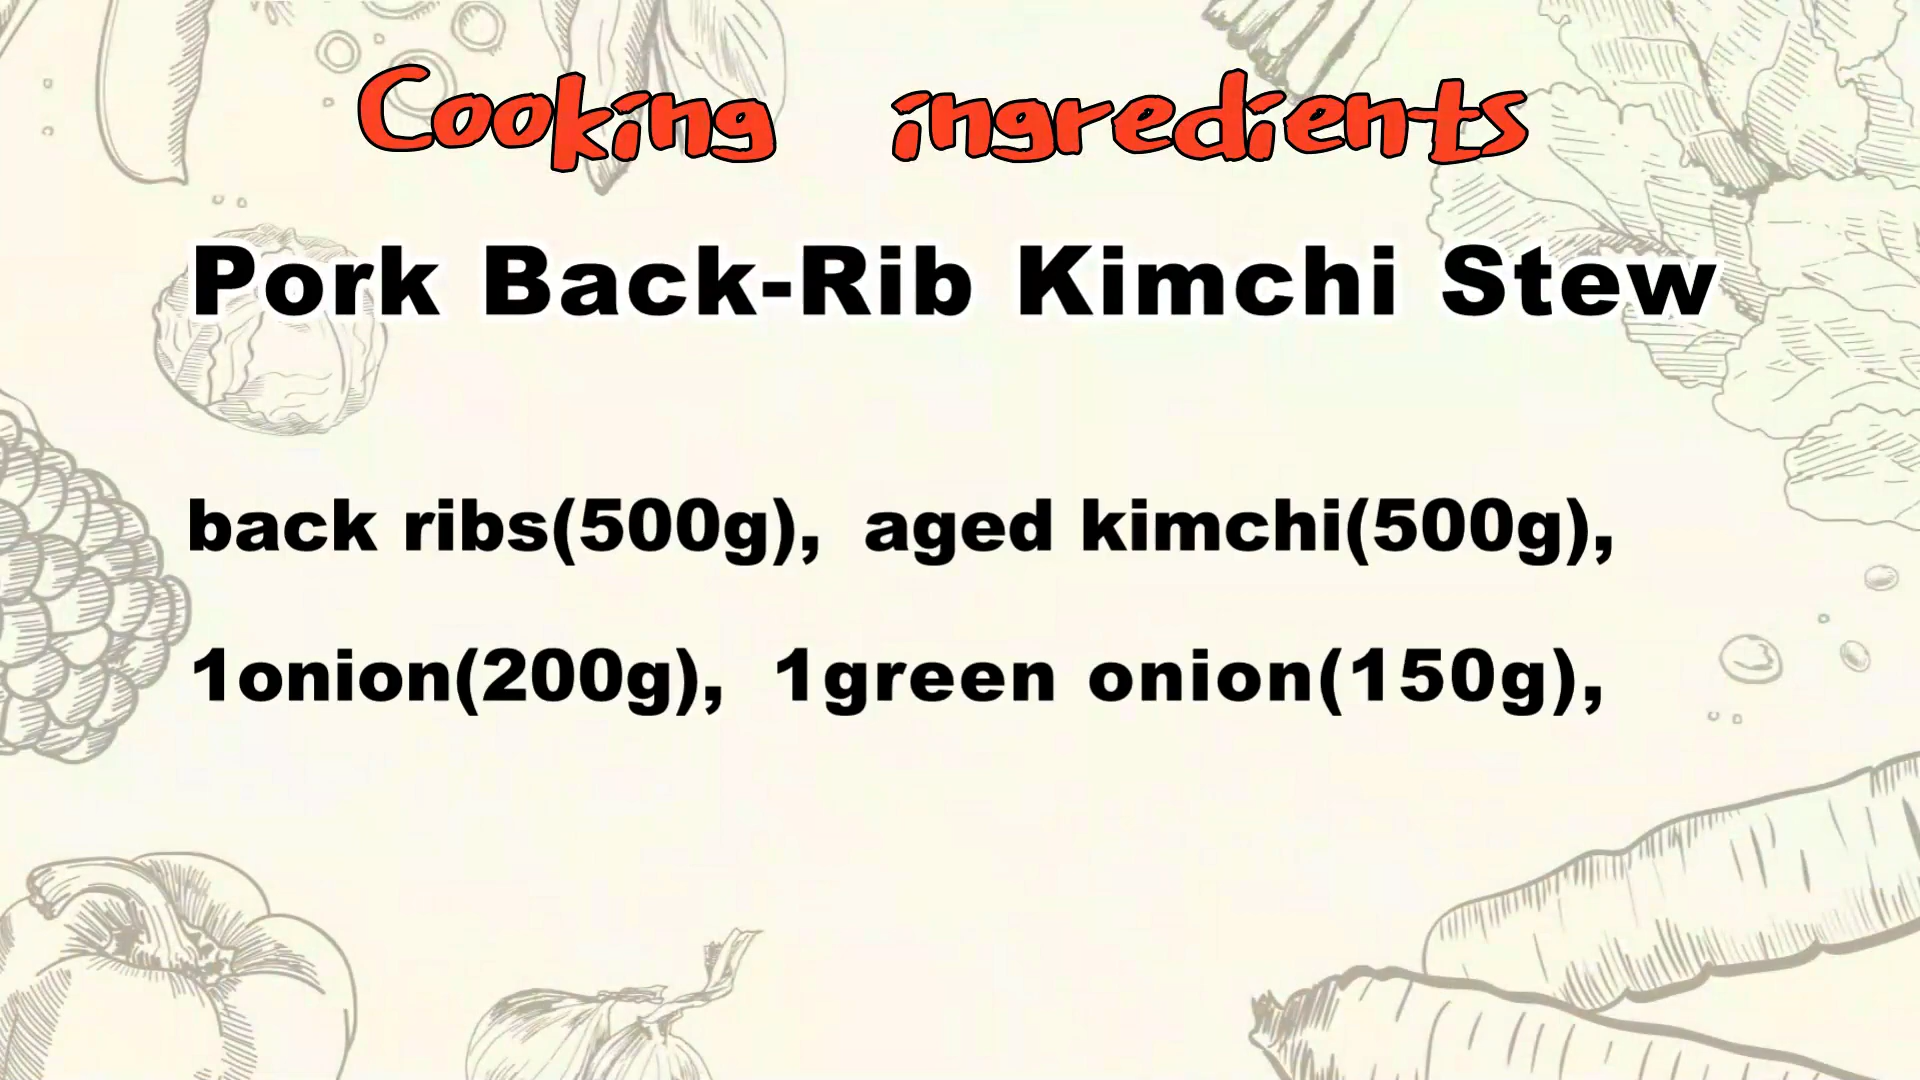 Cooking ingredients
Pork Back-Rib Kimchi Stew
back ribs(500g), aged kimchi(500g),
1onion(200g), 1green onion(150g),